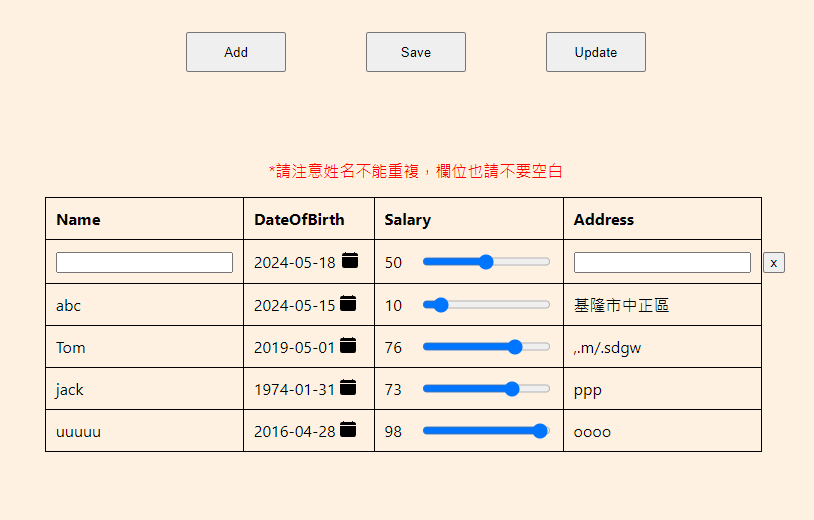 Add Save Update
*請注意姓名不能重複，欄位也請不要空白
Name DateOfBirth Salary Address
2024-05-18 50 x
abc 2024-05-15 10 基隆市中正區
Tom 2019-05-01 76 ,.m/.sdgw
jack 1974-01-31 73 ppp
uuuuu 2016-04-28 98 oooo